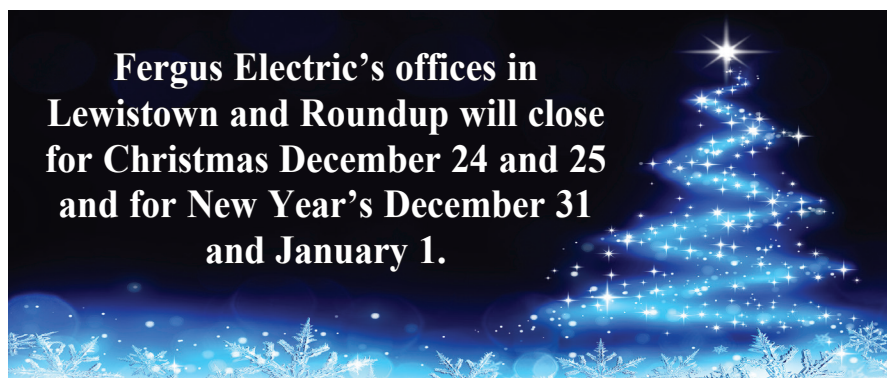 Fergus Electric’s offices in
Lewistown and Roundup will close
for Christmas December 24 and 25
and for New Year’s December 31
and January 1.